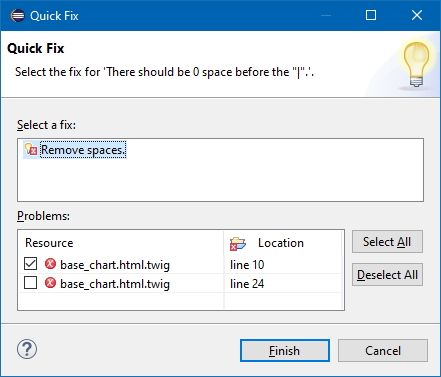 Quick Fix
Quick Fix
Select the fix for 'There should be 0 space before the "|".'.
Select a fix:
Remove spaces.
Problems:
Resource Location
base_chart.html.twig line 10
base_chart.html.twig line 24
Select All
Deselect All
?
Finish Cancel